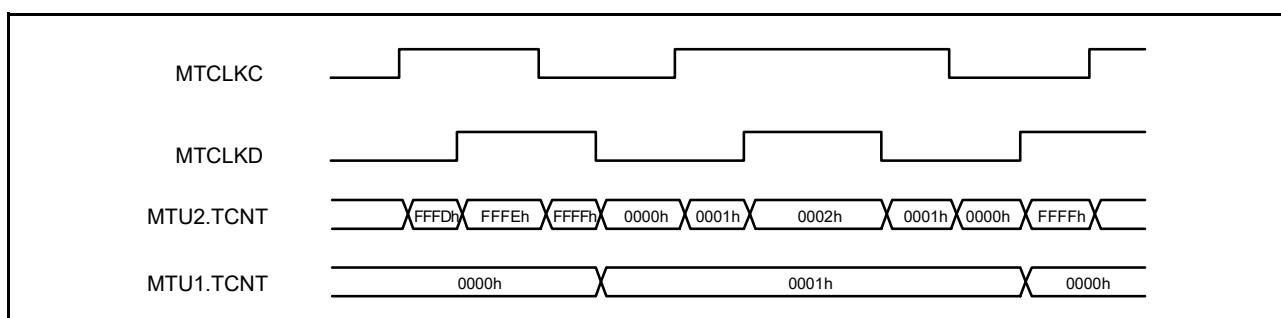 MTCLKC
MTCLKD
MTU2.TCNT FFFDh FFFEh FFFFh 0000h 0001h 0002h 0001h 0000h FFFFh
MTU1.TCNT 0000h 0001h 0000h